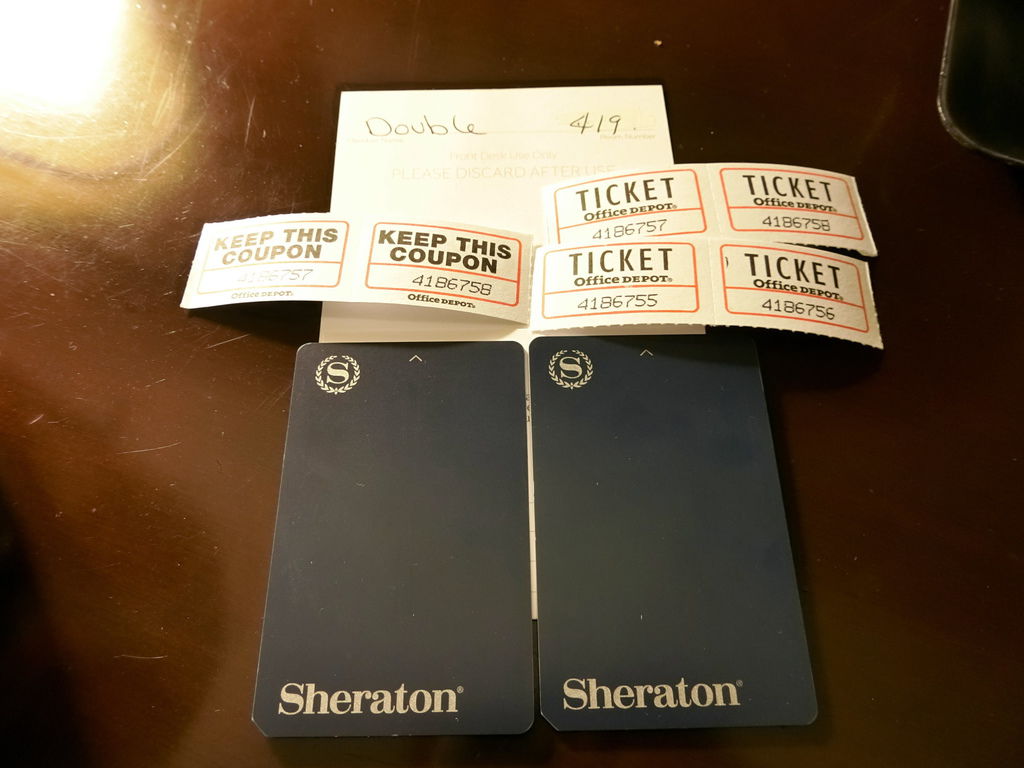 Double 419.
Room Number
Front Desk Use Only
PLEASE DISCARD AFTER USE
TICKET
Office DEPOT®
4186757
TICKET
Office DEPOT®
4186758
KEEP THIS
COUPON
4186757
Office DEPOT®
KEEP THIS
COUPON
4186758
Office DEPOT®
TICKET
Office DEPOT®
4186755
TICKET
Office DEPOT®
4186756
S
S
Sheraton®
Sheraton®